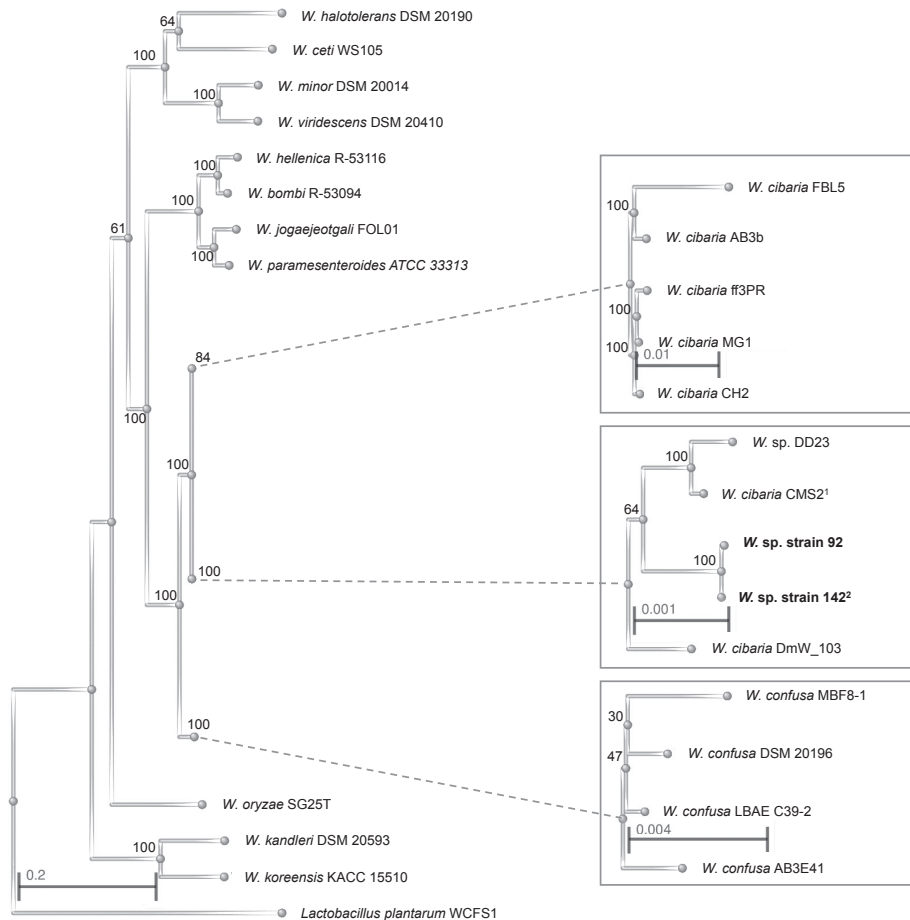 W. halotolerans DSM 20190
64
W. ceti WS105
100
W. minor DSM 20014
100
W. viridescens DSM 20410
W. hellenica R-53116
100
W. bombi R-53094
100
W. jogaejeotgali FOL01
61
100
W. paramesenteroides ATCC 33313
84
100
100
100
100
100
W. oryzae SG25T
W. kandleri DSM 20593
100
0.2
W. koreensis KACC 15510
Lactobacillus plantarum WCFS1
W. cibaria FBL5
100
W. cibaria AB3b
W. cibaria ff3PR
100
W. cibaria MG1
100
0.01
W. cibaria CH2
W. sp. DD23
100
W. cibaria CMS2¹
64
W. sp. strain 92
100
W. sp. strain 142²
0.001
W. cibaria DmW_103
W. confusa MBF8-1
30
W. confusa DSM 20196
47
W. confusa LBAE C39-2
0.004
W. confusa AB3E41